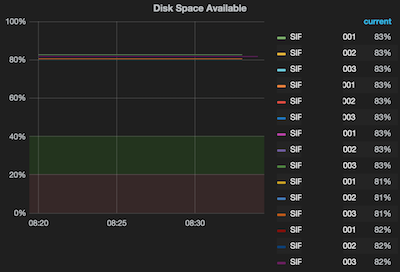 Disk Space Available
current
100%
80%
60%
40%
20%
0%
08:20 08:25 08:30
SIF 001 83%
SIF 002 83%
SIF 003 83%
SIF 001 83%
SIF 002 83%
SIF 003 83%
SIF 001 83%
SIF 002 83%
SIF 003 83%
SIF 001 81%
SIF 002 81%
SIF 003 81%
SIF 001 82%
SIF 002 82%
SIF 003 82%